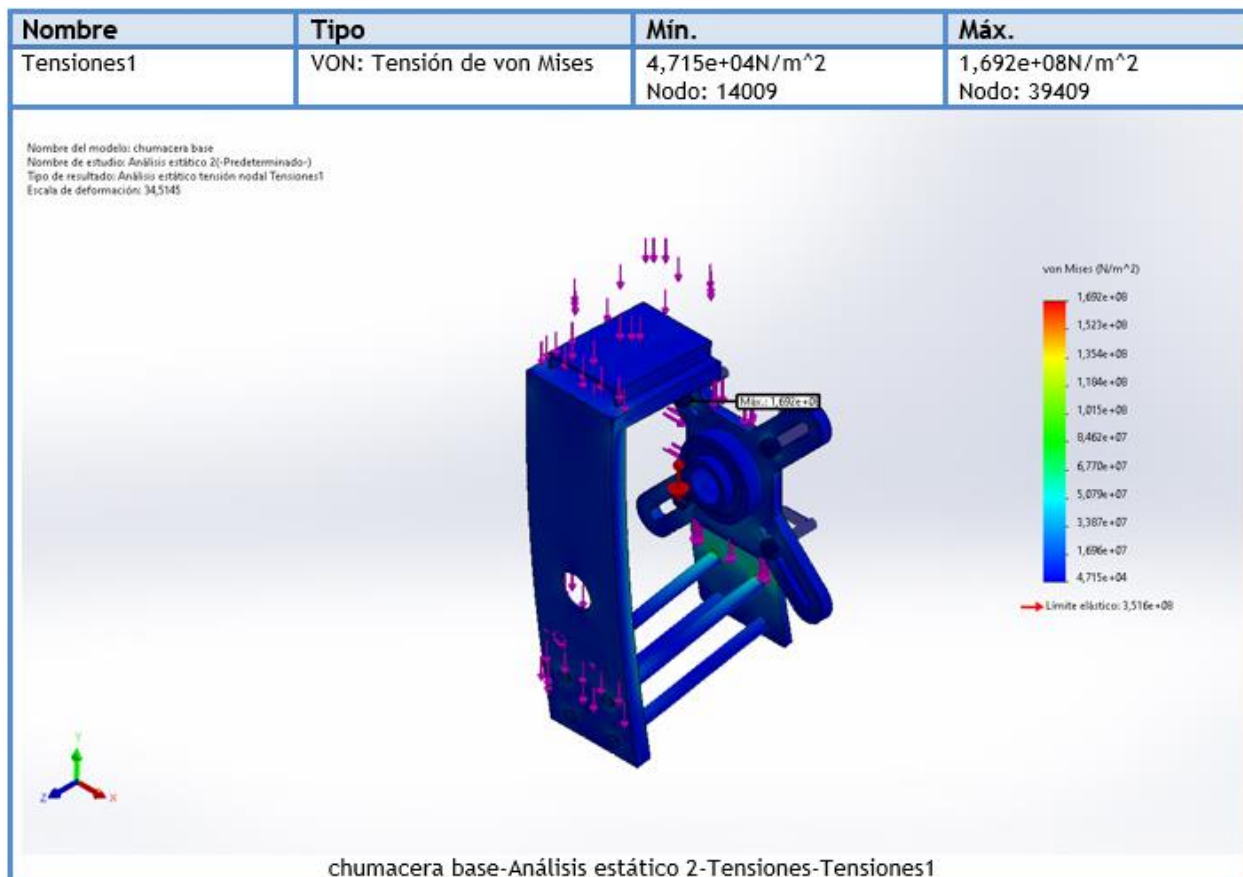 Nombre Tipo Mín. Máx.
Tensiones1 VON: Tensión de von Mises 4,715e+04N/m^2 1,692e+08N/m^2
Nodo: 14009 Nodo: 39409
Nombre del modelo: chumacera base
Nombre de estudio: Análisis estático 2(-Predeterminado-)
Tipo de resultado: Análisis estático tensión nodal Tensiones1
Escala de deformación: 34,5145
Máx.: 1,692e+08
von Mises (N/m^2)
1,692e+08
1,523e+08
1,354e+08
1,184e+08
1,015e+08
8,462e+07
6,770e+07
5,079e+07
3,387e+07
1,696e+07
4,715e+04
Límite elástico: 3,516e+08
Y
Z X
chumacera base-Análisis estático 2-Tensiones-Tensiones1